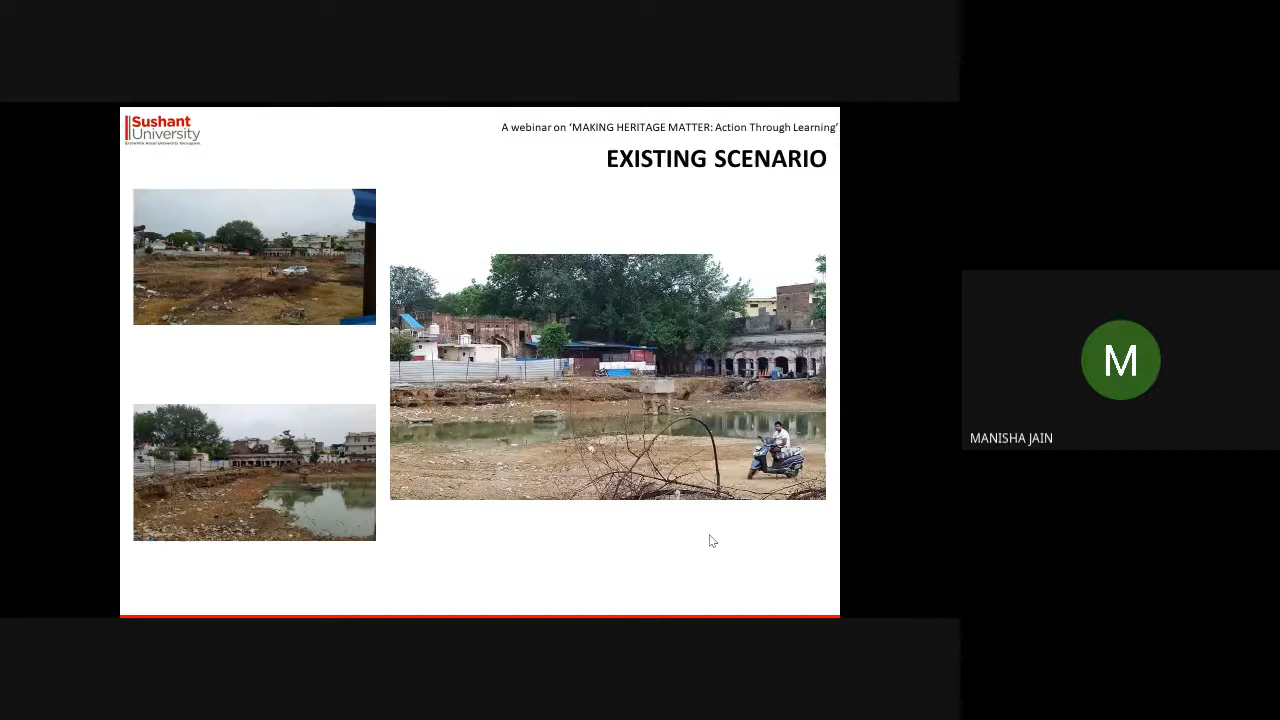 Sushant
University
A webinar on ‘MAKING HERITAGE MATTER: Action Through Learning’
EXISTING SCENARIO
M
MANISHA JAIN